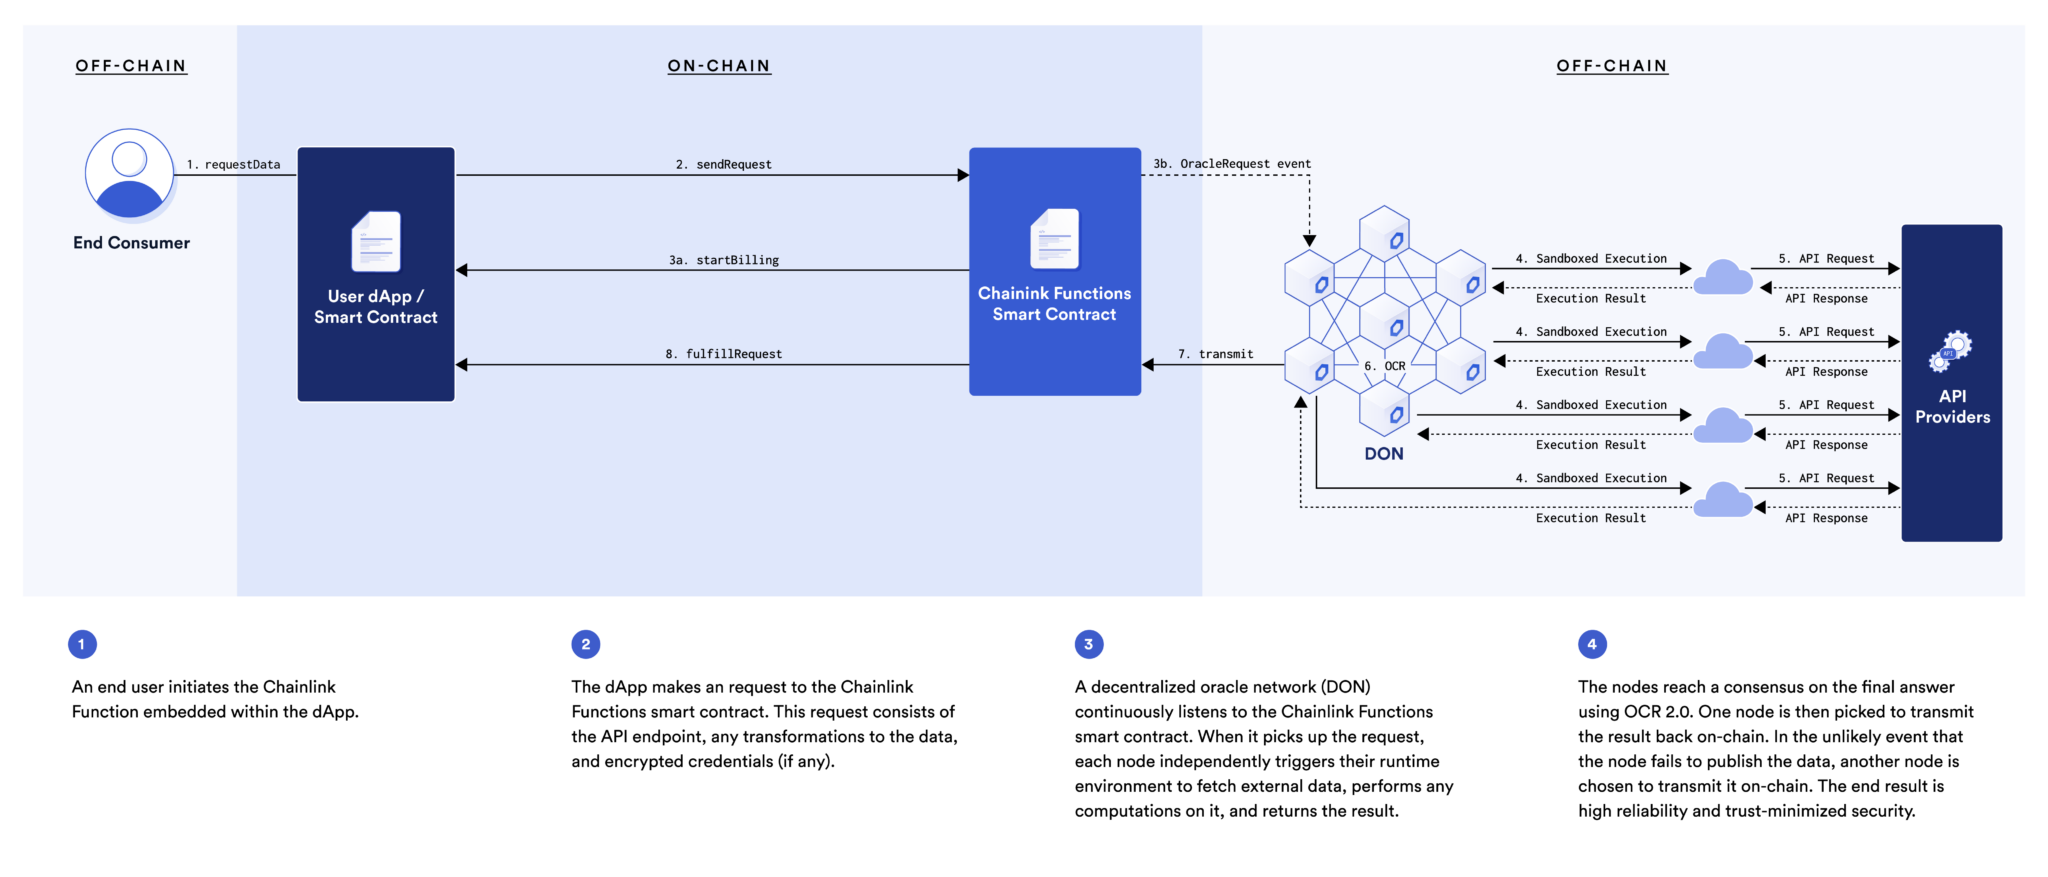 OFF-CHAIN
ON-CHAIN
OFF-CHAIN
End Consumer
1. requestData
User dApp /
Smart Contract
2. sendRequest
3a. startBilling
8. fulfillRequest
Chainink Functions
Smart Contract
3b. OracleRequest event
7. transmit
6. OCR
DON
4. Sandboxed Execution
Execution Result
5. API Request
API Response
4. Sandboxed Execution
Execution Result
5. API Request
API Response
4. Sandboxed Execution
Execution Result
5. API Request
API Response
4. Sandboxed Execution
Execution Result
5. API Request
API Response
API
API
Providers
1
An end user initiates the Chainlink
Function embedded within the dApp.
2
The dApp makes an request to the Chainlink
Functions smart contract. This request consists of
the API endpoint, any transformations to the data,
and encrypted credentials (if any).
3
A decentralized oracle network (DON)
continuously listens to the Chainlink Functions
smart contract. When it picks up the request,
each node independently triggers their runtime
environment to fetch external data, performs any
computations on it, and returns the result.
4
The nodes reach a consensus on the final answer
using OCR 2.0. One node is then picked to transmit
the result back on-chain. In the unlikely event that
the node fails to publish the data, another node is
chosen to transmit it on-chain. The end result is
high reliability and trust-minimized security.